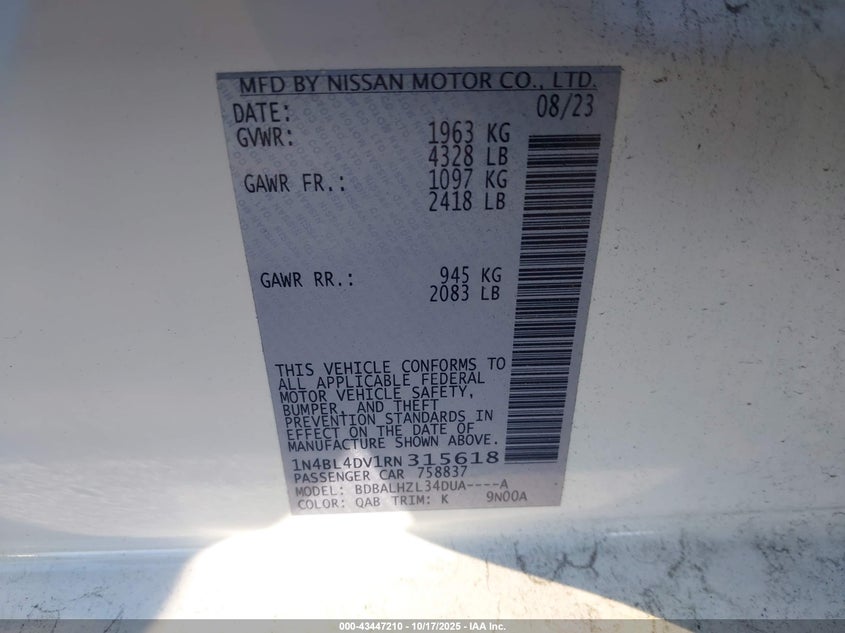 MFD BY NISSAN MOTOR CO., LTD.
DATE: 08/23
GVWR: 1963 KG
4328 LB
GAWR FR.: 1097 KG
2418 LB
GAWR RR.: 945 KG
2083 LB
THIS VEHICLE CONFORMS TO
ALL APPLICABLE FEDERAL
MOTOR VEHICLE SAFETY,
BUMPER, AND THEFT
PREVENTION STANDARDS IN
EFFECT ON THE DATE OF
MANUFACTURE SHOWN ABOVE.
1N4BL4DV1RN315618
PASSENGER CAR 758837
MODEL: BDBALHZL34DUA----A
COLOR: QAB TRIM: K 9N00A
000-43447210 - 10/17/2025 - IAA Inc.